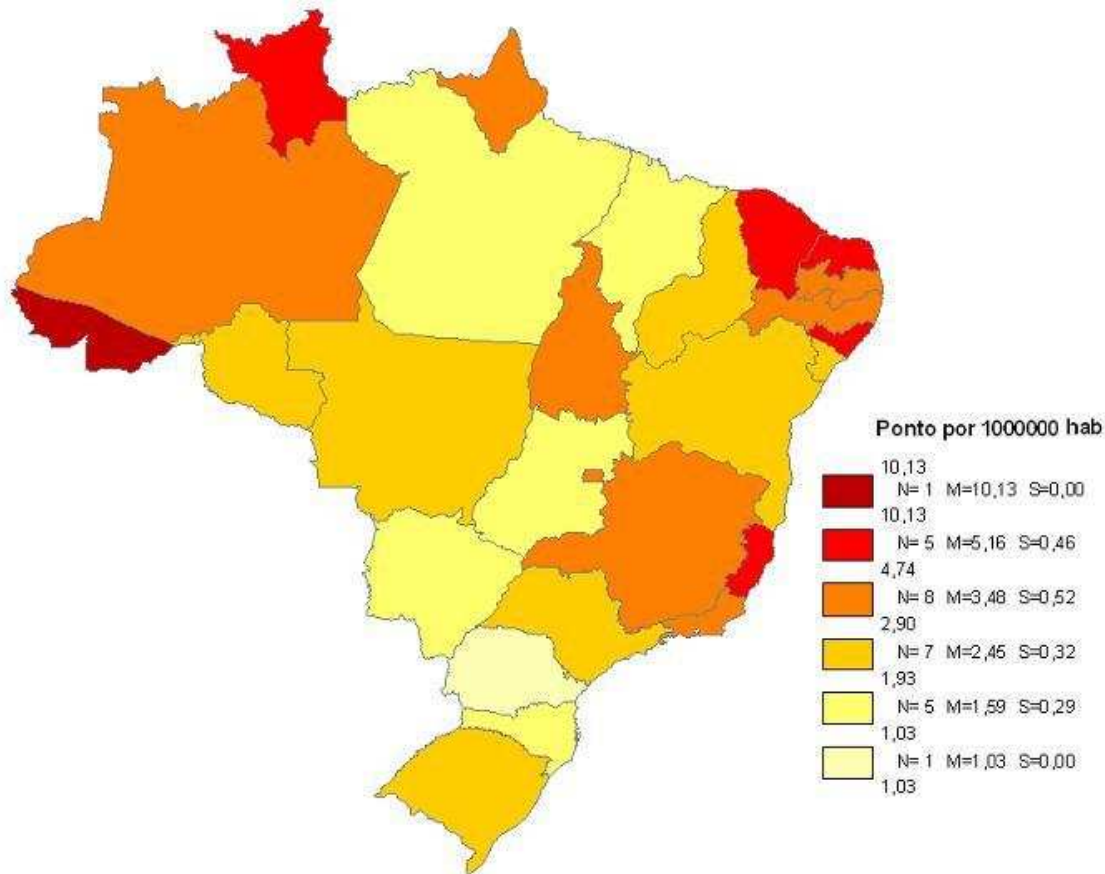 Ponto por 1000000 hab
10,13
N= 1 M=10,13 S=0,00
10,13
N= 5 M=5,16 S=0,46
4,74
N= 8 M=3,48 S=0,52
2,90
N= 7 M=2,45 S=0,32
1,93
N= 5 M=1,59 S=0,29
1,03
N= 1 M=1,03 S=0,00
1,03